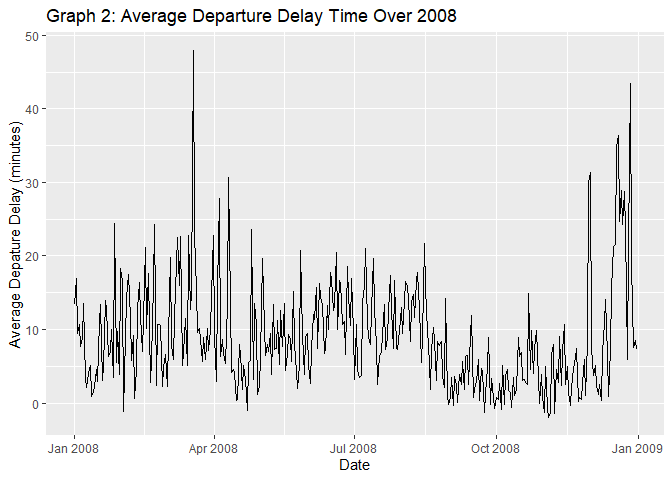 Graph 2: Average Departure Delay Time Over 2008
Average Depature Delay (minutes)
50
40
30
20
10
0
Jan 2008
Apr 2008
Jul 2008
Oct 2008
Jan 2009
Date